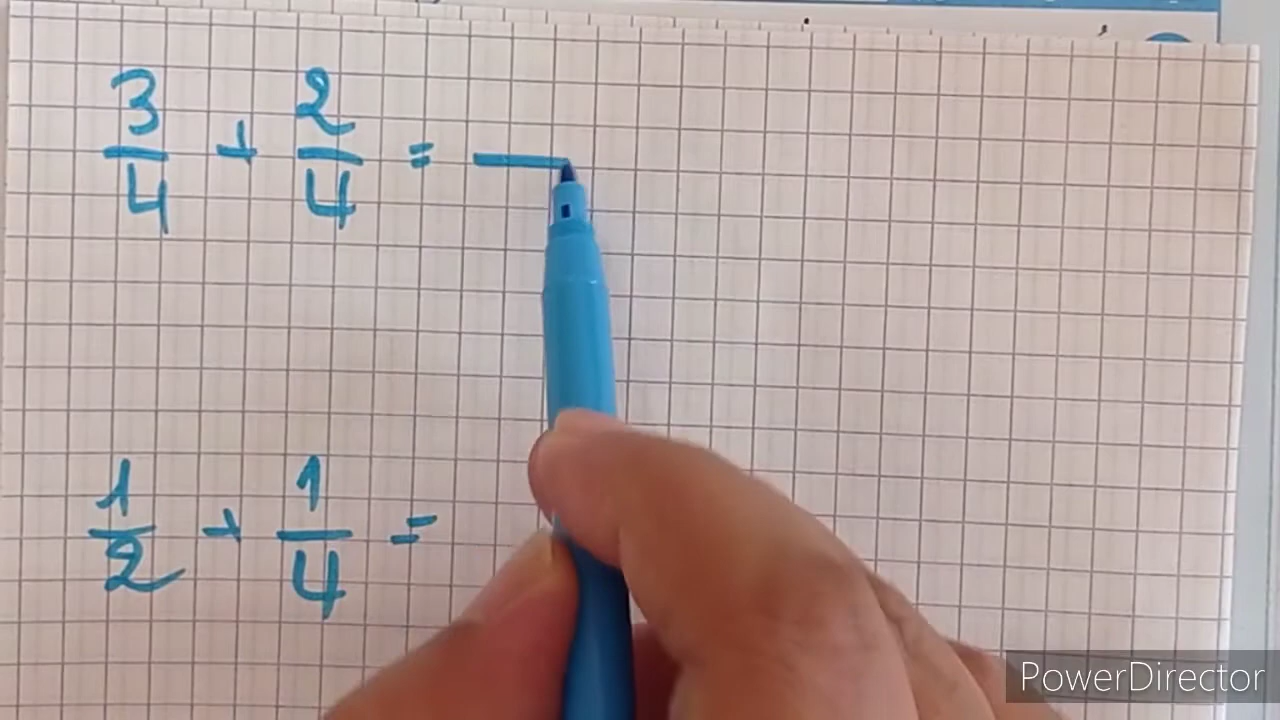 3/4 + 2/4 =
1/2 + 1/4 =
PowerDirector